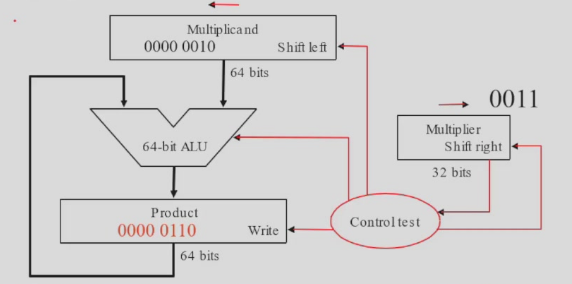 Multiplicand
0000 0010 Shift left
64 bits
0011
Multiplier
Shift right
64-bit ALU
32 bits
Product
0000 0110 Write
Control test
64 bits